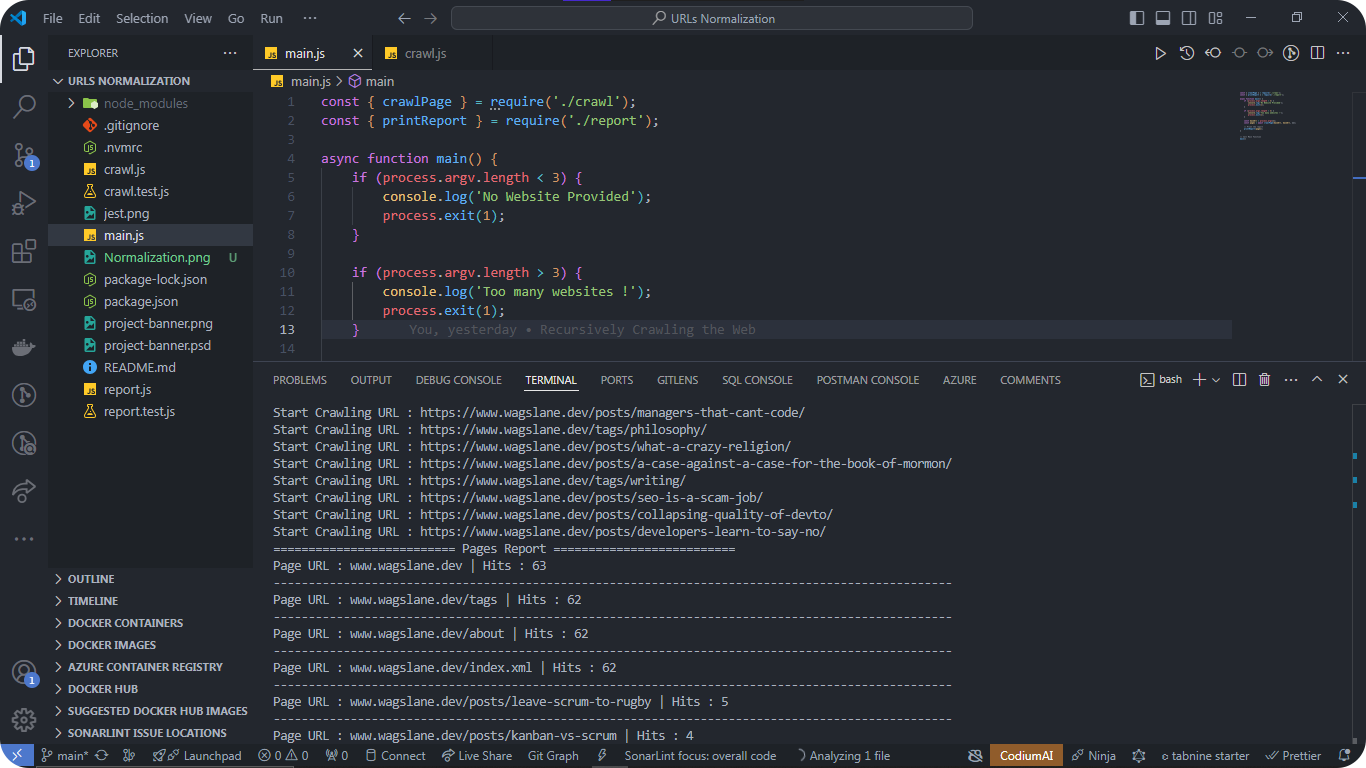 File Edit Selection View Go Run ··· URLs Normalization
EXPLORER ···
URLS NORMALIZATION
node_modules
.gitignore
.nvmrc
crawl.js
crawl.test.js
jest.png
main.js
Normalization.png U
package-lock.json
package.json
project-banner.png
project-banner.psd
README.md
report.js
report.test.js
OUTLINE
TIMELINE
DOCKER CONTAINERS
DOCKER IMAGES
AZURE CONTAINER REGISTRY
DOCKER HUB
SUGGESTED DOCKER HUB IMAGES
SONARLINT ISSUE LOCATIONS
1
1
JS main.js JS crawl.js
JS main.js > main
1 const { crawlPage } = require('./crawl');
2 const { printReport } = require('./report');
3
4 async function main() {
5 if (process.argv.length < 3) {
6 console.log('No Website Provided');
7 process.exit(1);
8 }
9
10 if (process.argv.length > 3) {
11 console.log('Too many websites !');
12 process.exit(1);
13 } You, yesterday • Recursively Crawling the Web
14
PROBLEMS OUTPUT DEBUG CONSOLE TERMINAL PORTS GITLENS SQL CONSOLE POSTMAN CONSOLE AZURE COMMENTS bash
Start Crawling URL : https://www.wagslane.dev/posts/managers-that-cant-code/
Start Crawling URL : https://www.wagslane.dev/tags/philosophy/
Start Crawling URL : https://www.wagslane.dev/posts/what-a-crazy-religion/
Start Crawling URL : https://www.wagslane.dev/posts/a-case-against-a-case-for-the-book-of-mormon/
Start Crawling URL : https://www.wagslane.dev/tags/writing/
Start Crawling URL : https://www.wagslane.dev/posts/seo-is-a-scam-job/
Start Crawling URL : https://www.wagslane.dev/posts/collapsing-quality-of-devto/
Start Crawling URL : https://www.wagslane.dev/posts/developers-learn-to-say-no/
========================== Pages Report ==========================
Page URL : www.wagslane.dev | Hits : 63
-------------------------------------------------------------------------------------------------
Page URL : www.wagslane.dev/tags | Hits : 62
-------------------------------------------------------------------------------------------------
Page URL : www.wagslane.dev/about | Hits : 62
-------------------------------------------------------------------------------------------------
Page URL : www.wagslane.dev/index.xml | Hits : 62
-------------------------------------------------------------------------------------------------
Page URL : www.wagslane.dev/posts/leave-scrum-to-rugby | Hits : 5
-------------------------------------------------------------------------------------------------
Page URL : www.wagslane.dev/posts/kanban-vs-scrum | Hits : 4
main* Launchpad 0 0 0 Connect Live Share Git Graph SonarLint focus: overall code Analyzing 1 file CodiumAI Ninja tabnine starter Prettier